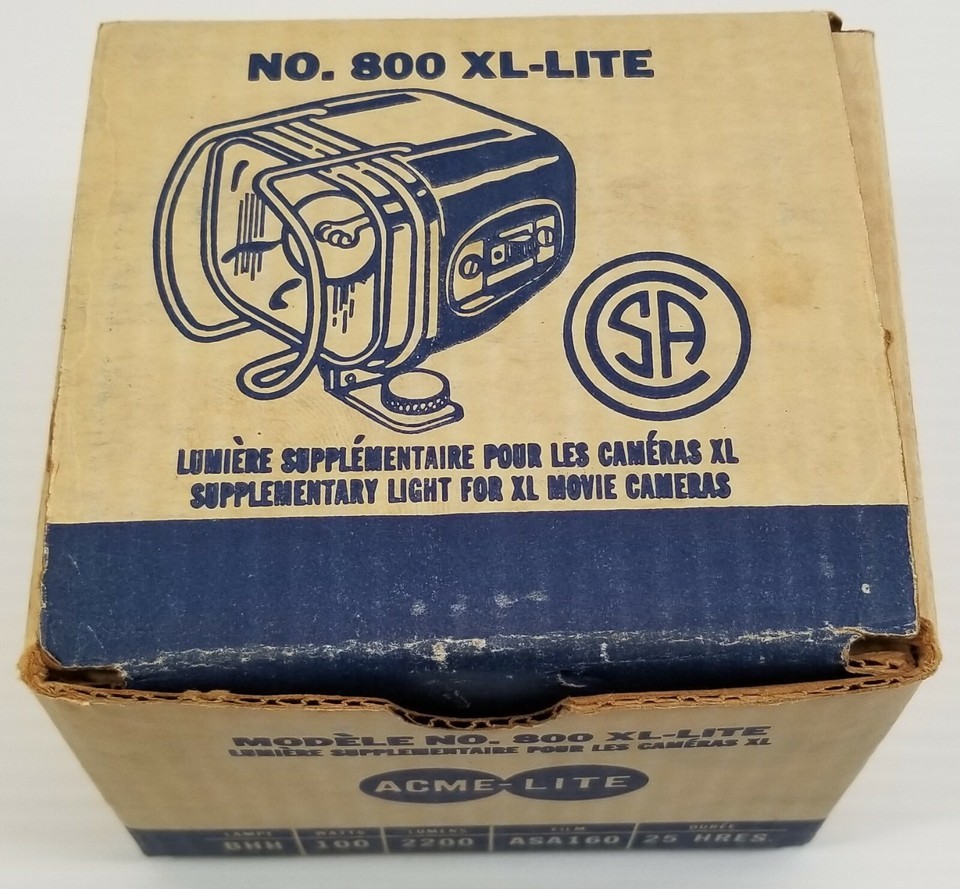 NO. 800 XL-LITE
CSA
LUMIÈRE SUPPLÉMENTAIRE POUR LES CAMÉRAS XL
SUPPLEMENTARY LIGHT FOR XL MOVIE CAMERAS
MODÈLE NO. 800 XL-LITE
LUMIÈRE SUPPLEMENTAIRE POUR LES CAMÉRAS XL
ACME-LITE
LAMPE WATTS LUMENS FILM DURÉE
BHH 100 2200 ASA160 25 HRES.